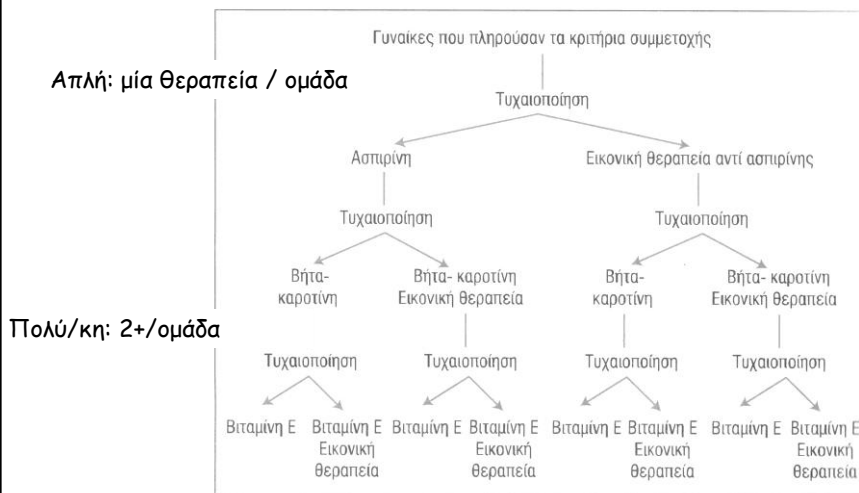 Γυναίκες που πληρούσαν τα κριτήρια συμμετοχής
Απλή: μία θεραπεία / ομάδα
Τυχαιοποίηση
Ασπιρίνη Εικονική θεραπεία αντί ασπιρίνης
Τυχαιοποίηση Τυχαιοποίηση
Βήτα- Βήτα- καροτίνη Βήτα- Βήτα- καροτίνη
καροτίνη Εικονική θεραπεία καροτίνη Εικονική θεραπεία
Πολύ/κη: 2+/ομάδα
Τυχαιοποίηση Τυχαιοποίηση Τυχαιοποίηση Τυχαιοποίηση
Βιταμίνη Ε Βιταμίνη Ε Βιταμίνη Ε Βιταμίνη Ε Βιταμίνη Ε Βιταμίνη Ε Βιταμίνη Ε Βιταμίνη Ε
Εικονική Εικονική Εικονική Εικονική
θεραπεία θεραπεία θεραπεία θεραπεία